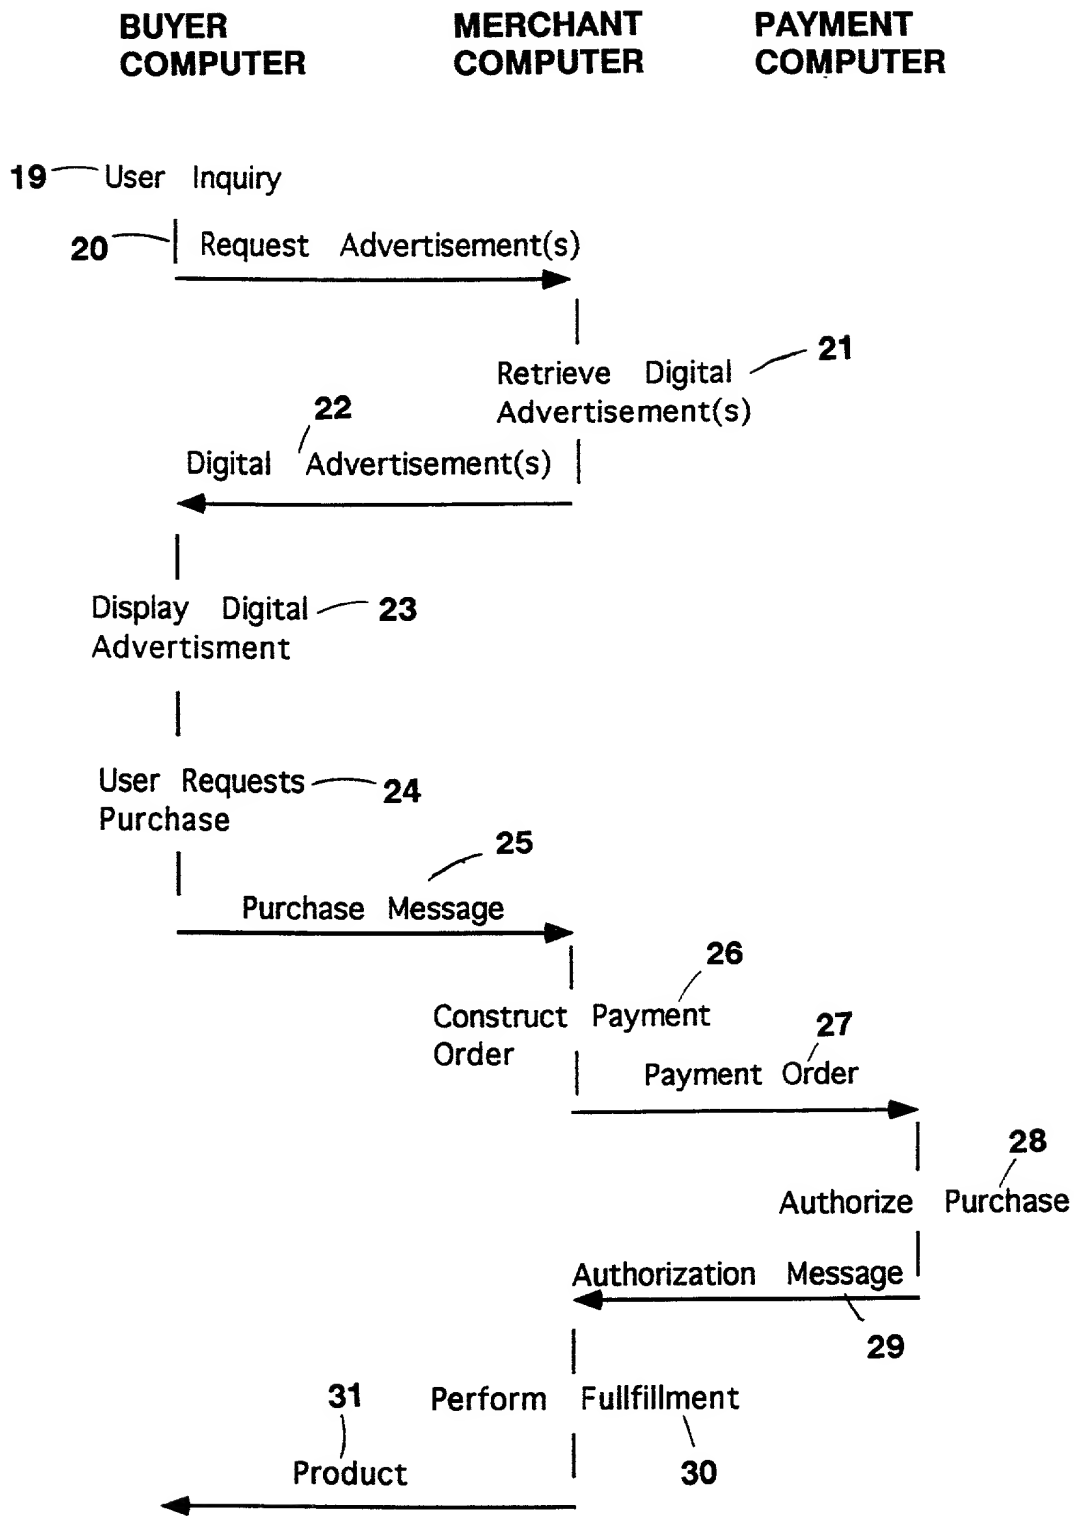 BUYER COMPUTER
MERCHANT COMPUTER
PAYMENT COMPUTER
19 User Inquiry
20 Request Advertisement(s)
Retrieve Digital 21
Advertisement(s)
22
Digital Advertisement(s)
Display Digital 23
Advertisment
User Requests 24
Purchase
25
Purchase Message
26
Construct Payment
Order
27
Payment Order
28
Authorize Purchase
Authorization Message
29
Perform Fullfillment
30
31
Product